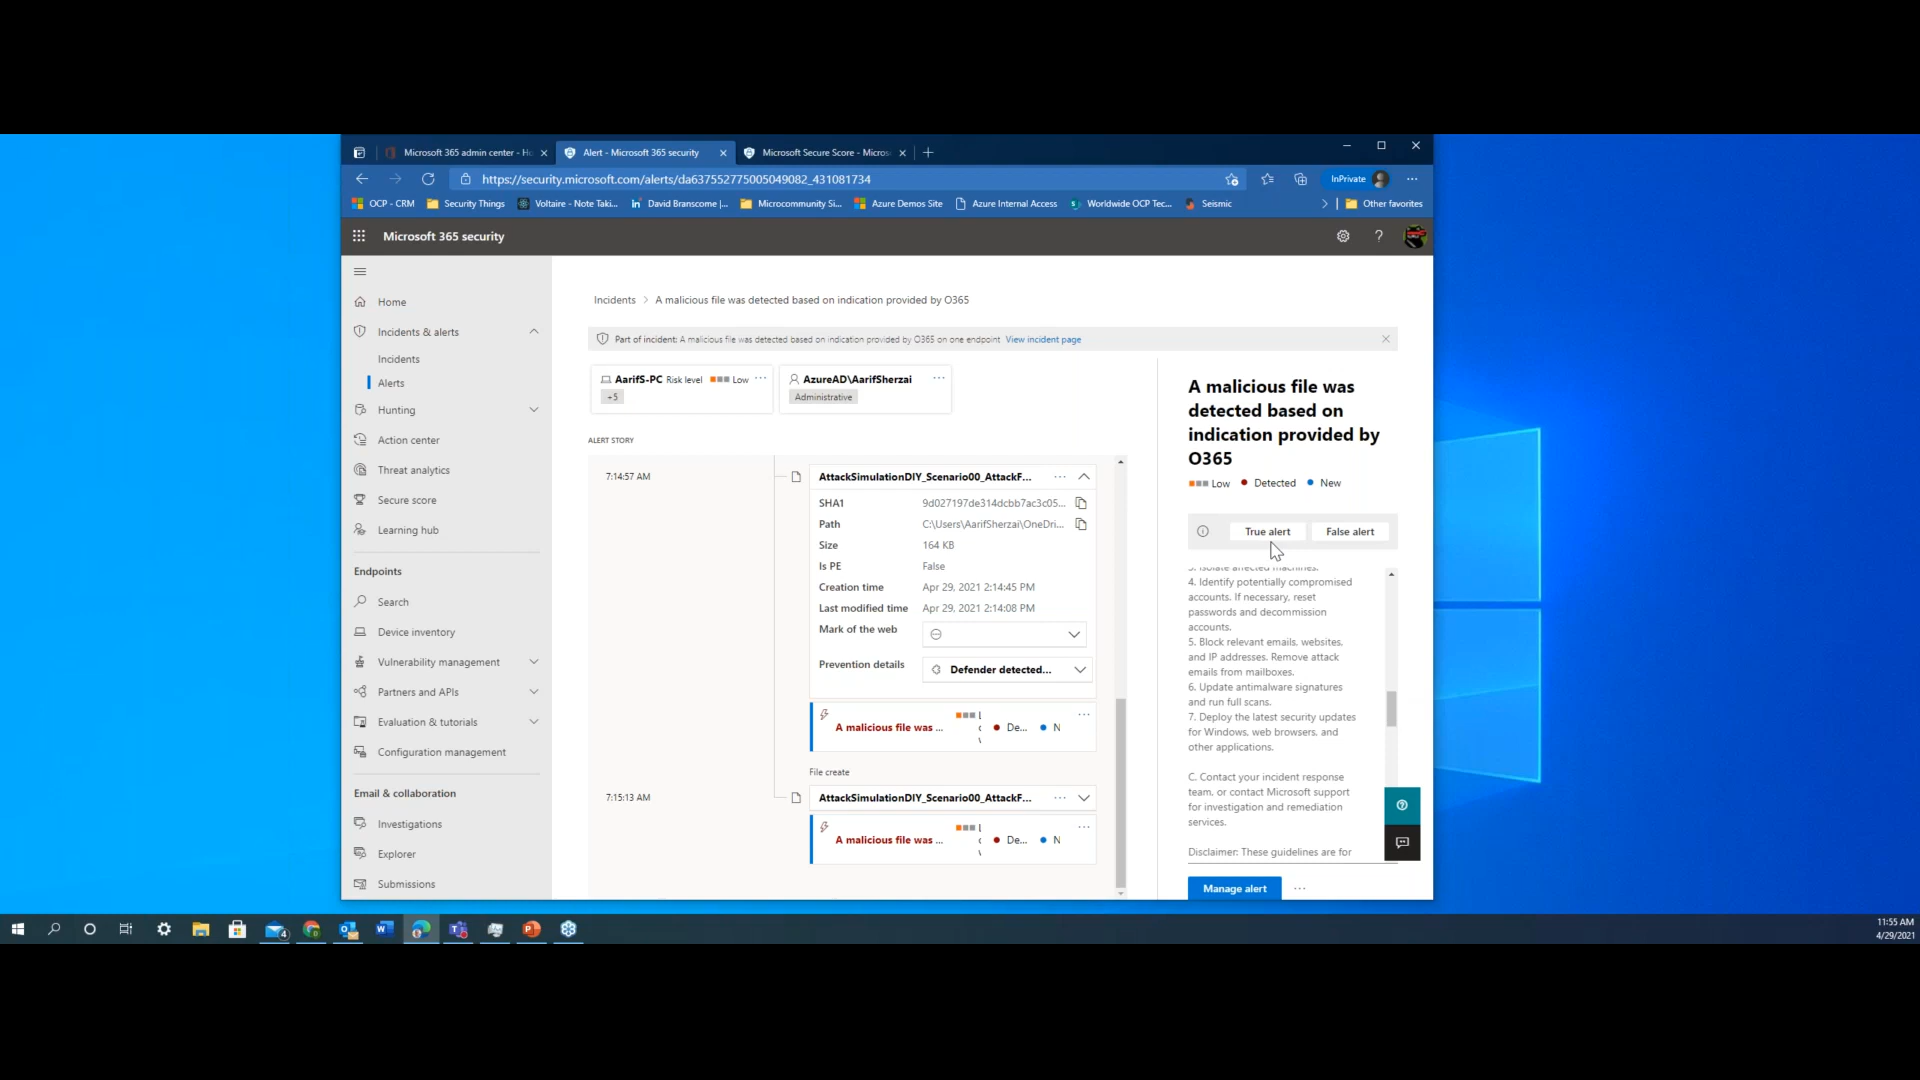 Microsoft 365 admin center - Ho
Alert - Microsoft 365 security
Microsoft Secure Score - Micros
https://security.microsoft.com/alerts/da637552775005049082_431081734
InPrivate
OCP - CRM
Security Things
Voltaire - Note Taki...
David Branscome |...
Microcommunity Si...
Azure Demos Site
Azure Internal Access
Worldwide OCP Tec...
Seismic
Other favorites
Microsoft 365 security
?
Home
Incidents & alerts
Incidents
Alerts
Hunting
Action center
Threat analytics
Secure score
Learning hub
Endpoints
Search
Device inventory
Vulnerability management
Partners and APIs
Evaluation & tutorials
Configuration management
Email & collaboration
Investigations
Explorer
Submissions
Incidents > A malicious file was detected based on indication provided by O365
Part of incident: A malicious file was detected based on indication provided by O365 on one endpoint View incident page
AarifS-PC Risk level Low ...
+5
AzureAD\AarifSherzai ...
Administrative
ALERT STORY
7:14:57 AM
AttackSimulationDIY_Scenario00_AttackF... ...
SHA1 9d027197de314dcbb7ac3c05...
Path C:\Users\AarifSherzai\OneDri...
Size 164 KB
Is PE False
Creation time Apr 29, 2021 2:14:45 PM
Last modified time Apr 29, 2021 2:14:08 PM
Mark of the web
Prevention details Defender detected...
A malicious file was ... De... N
File create
7:15:13 AM
AttackSimulationDIY_Scenario00_AttackF... ...
A malicious file was ... De... N
A malicious file was
detected based on
indication provided by
O365
Low Detected New
True alert False alert
3. Isolate affected machines.
4. Identify potentially compromised
accounts. If necessary, reset
passwords and decommission
accounts.
5. Block relevant emails, websites,
and IP addresses. Remove attack
emails from mailboxes.
6. Update antimalware signatures
and run full scans.
7. Deploy the latest security updates
for Windows, web browsers, and
other applications.
C. Contact your incident response
team, or contact Microsoft support
for investigation and remediation
services.
Disclaimer: These guidelines are for
Manage alert ...
4
11:55 AM
4/29/2021